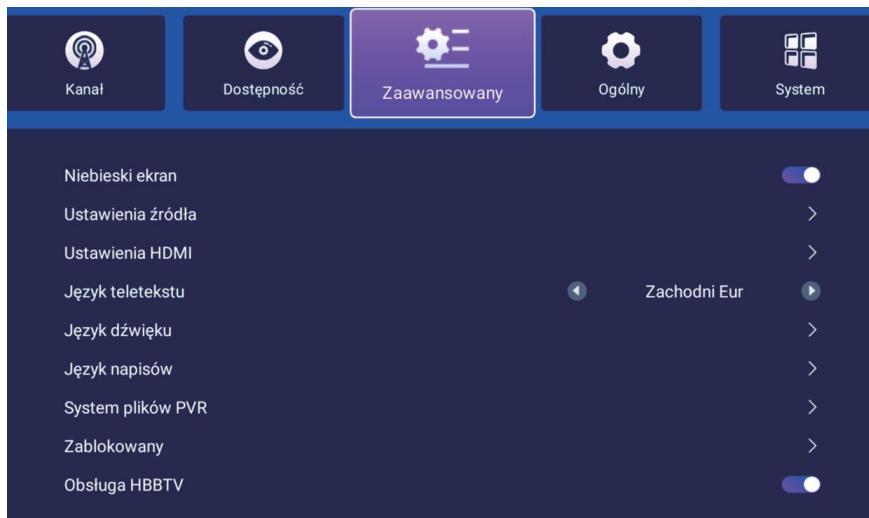 Kanał
Dostępność
Zaawansowany
Ogólny
System
Niebieski ekran
Ustawienia źródła
Ustawienia HDMI
Język teletekstu Zachodni Eur
Język dźwięku
Język napisów
System plików PVR
Zablokowany
Obsługa HBBTV